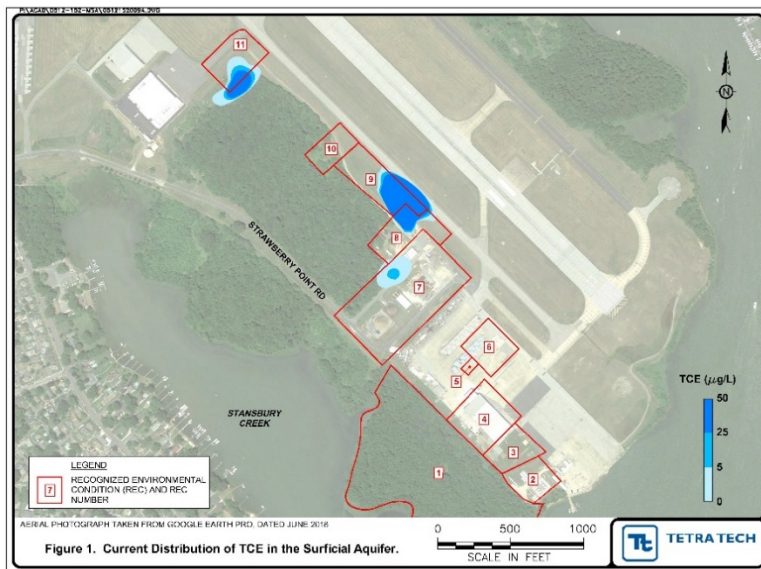 11
N
10
9
8
STRAWBERRY POINT RD
7
6
5
4
3
2
1
STANSBURY
CREEK
TCE (µg/L)
50
25
5
0
LEGEND
7
RECOGNIZED ENVIRONMENTAL
CONDITION (REC) AND REC
NUMBER
AERIAL PHOTOGRAPH TAKEN FROM GOOGLE EARTH PRO, DATED JUNE 2018
Figure 1. Current Distribution of TCE in the Surficial Aquifer.
0 500 1000
SCALE IN FEET
Tt TETRA TECH